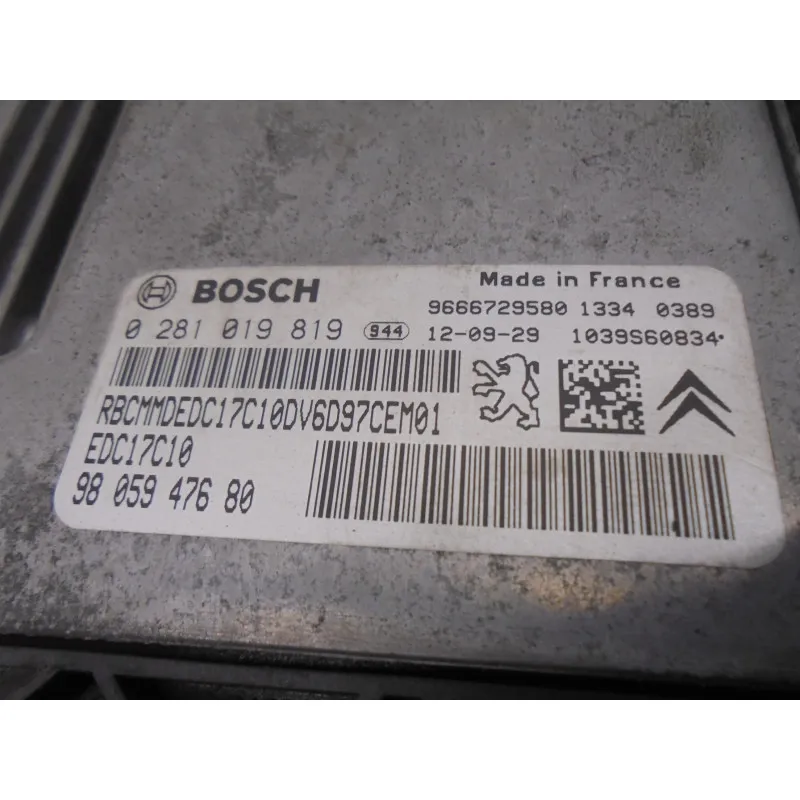 BOSCH
Made in France
9666729580 1334 0389
0 281 019 819 944 12-09-29 1039S60834
RBCMMDEDC17C10DV6D97CEM01
EDC17C10
98 059 476 80